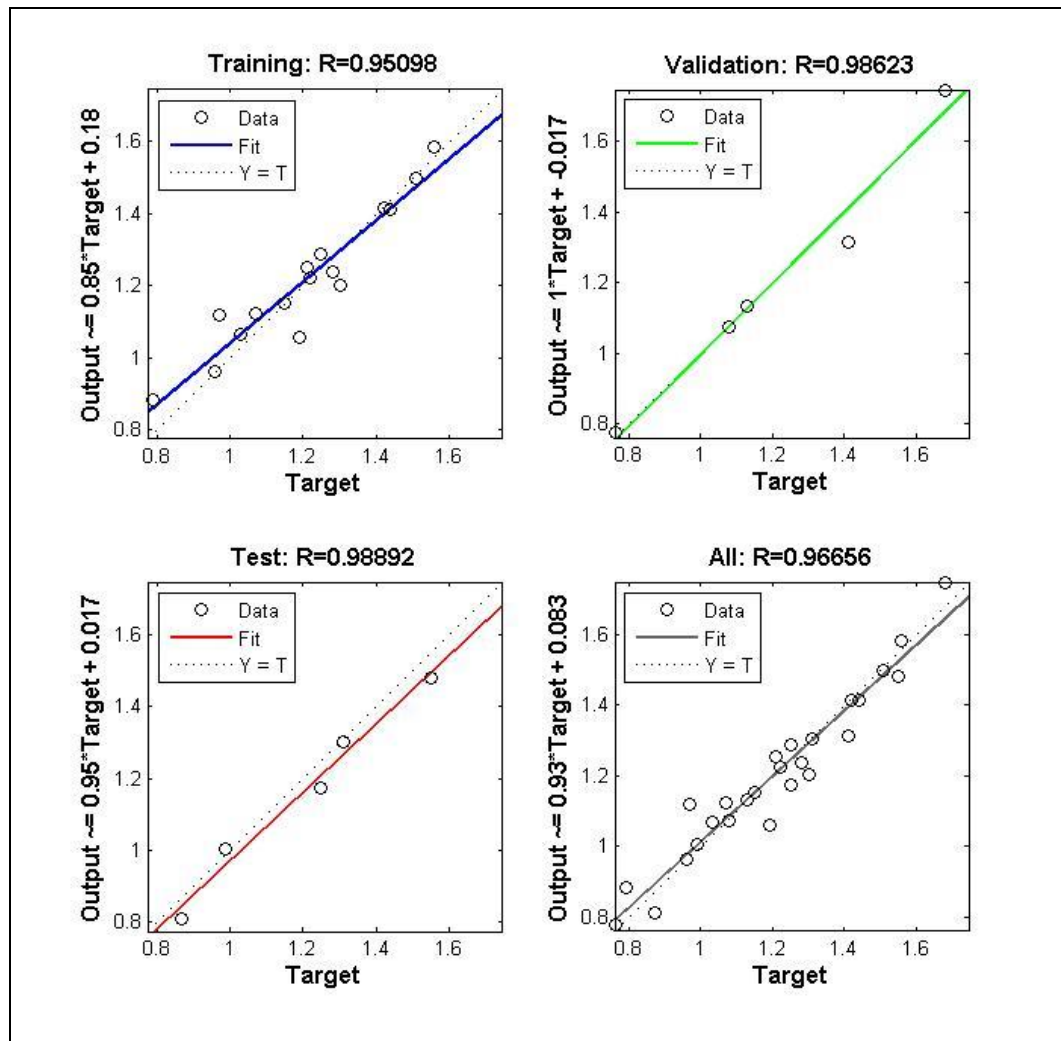 Training: R=0.95098
Output ~= 0.85*Target + 0.18
Data
Fit
Y = T
1.6
1.4
1.2
1
0.8
0.8 1 1.2 1.4 1.6
Target
Validation: R=0.98623
Output ~= 1*Target + -0.017
Data
Fit
Y = T
1.6
1.4
1.2
1
0.8
0.8 1 1.2 1.4 1.6
Target
Test: R=0.98892
Output ~= 0.95*Target + 0.017
Data
Fit
Y = T
1.6
1.4
1.2
1
0.8
0.8 1 1.2 1.4 1.6
Target
All: R=0.96656
Output ~= 0.93*Target + 0.083
Data
Fit
Y = T
1.6
1.4
1.2
1
0.8
0.8 1 1.2 1.4 1.6
Target